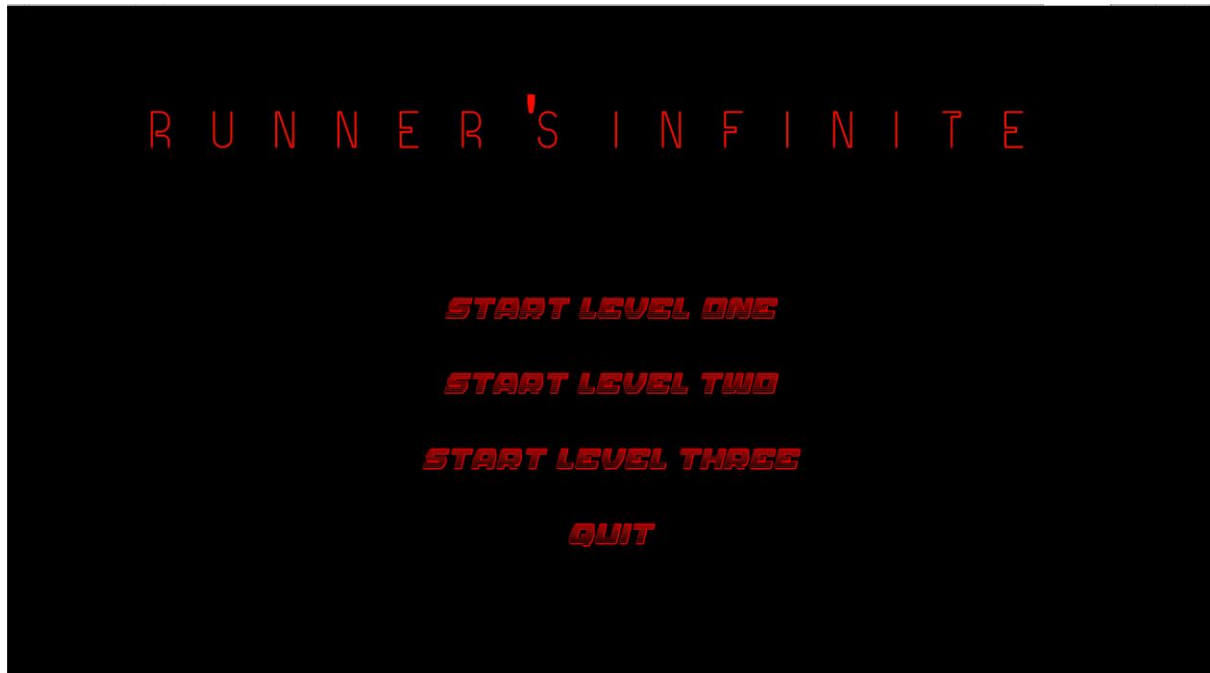 RUNNER'S INFINITE
START LEVEL ONE
START LEVEL TWO
START LEVEL THREE
QUIT